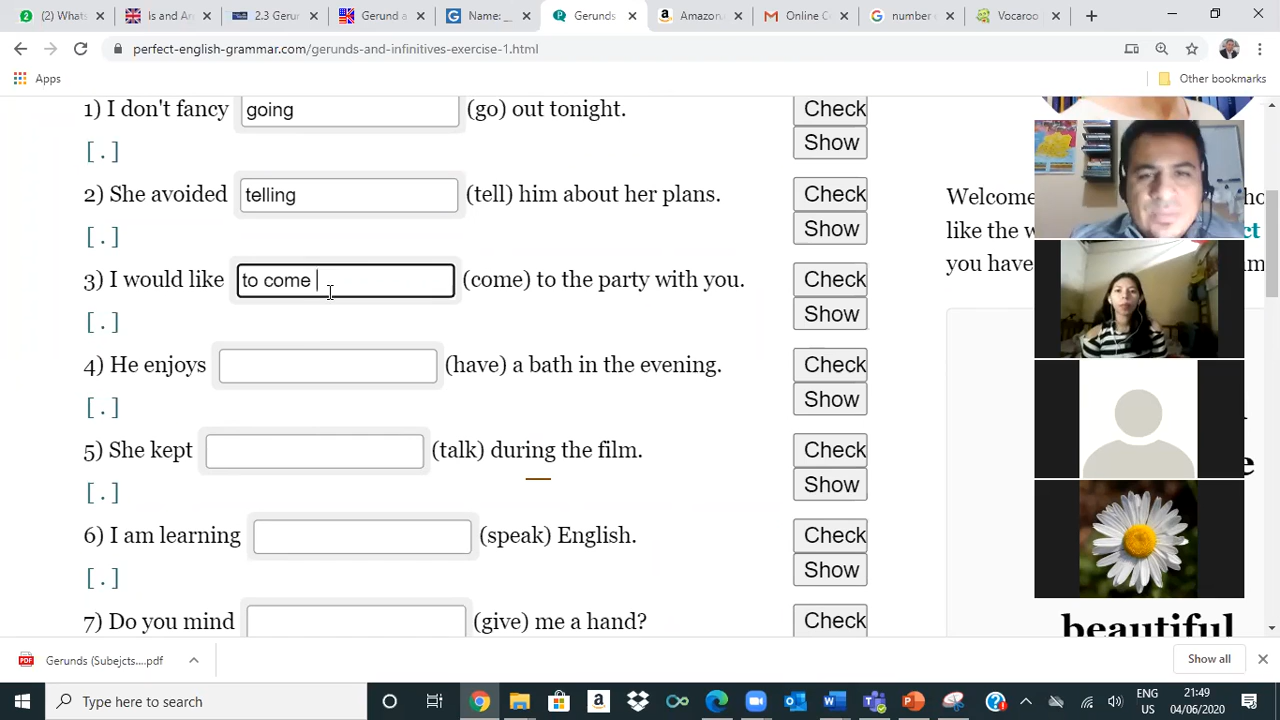 (2) WhatsA
is and Ar
2.3 Gerun
Gerund a
Name: _
Gerunds
Amazon.
Online C
number
Vocaroo
perfect-english-grammar.com/gerunds-and-infinitives-exercise-1.html
Apps
Other bookmarks
1) I don't fancy going (go) out tonight.
Check
Show
[ . ]
2) She avoided telling (tell) him about her plans.
Check
Show
[ . ]
3) I would like to come (come) to the party with you.
Check
Show
[ . ]
4) He enjoys (have) a bath in the evening.
Check
Show
[ . ]
5) She kept (talk) during the film.
Check
Show
[ . ]
6) I am learning (speak) English.
Check
Show
[ . ]
7) Do you mind (give) me a hand?
Check
Welcome
like the w
you have
beautiful
Gerunds (Subejcts....pdf
Show all
Type here to search
ENG
US
21:49
04/06/2020